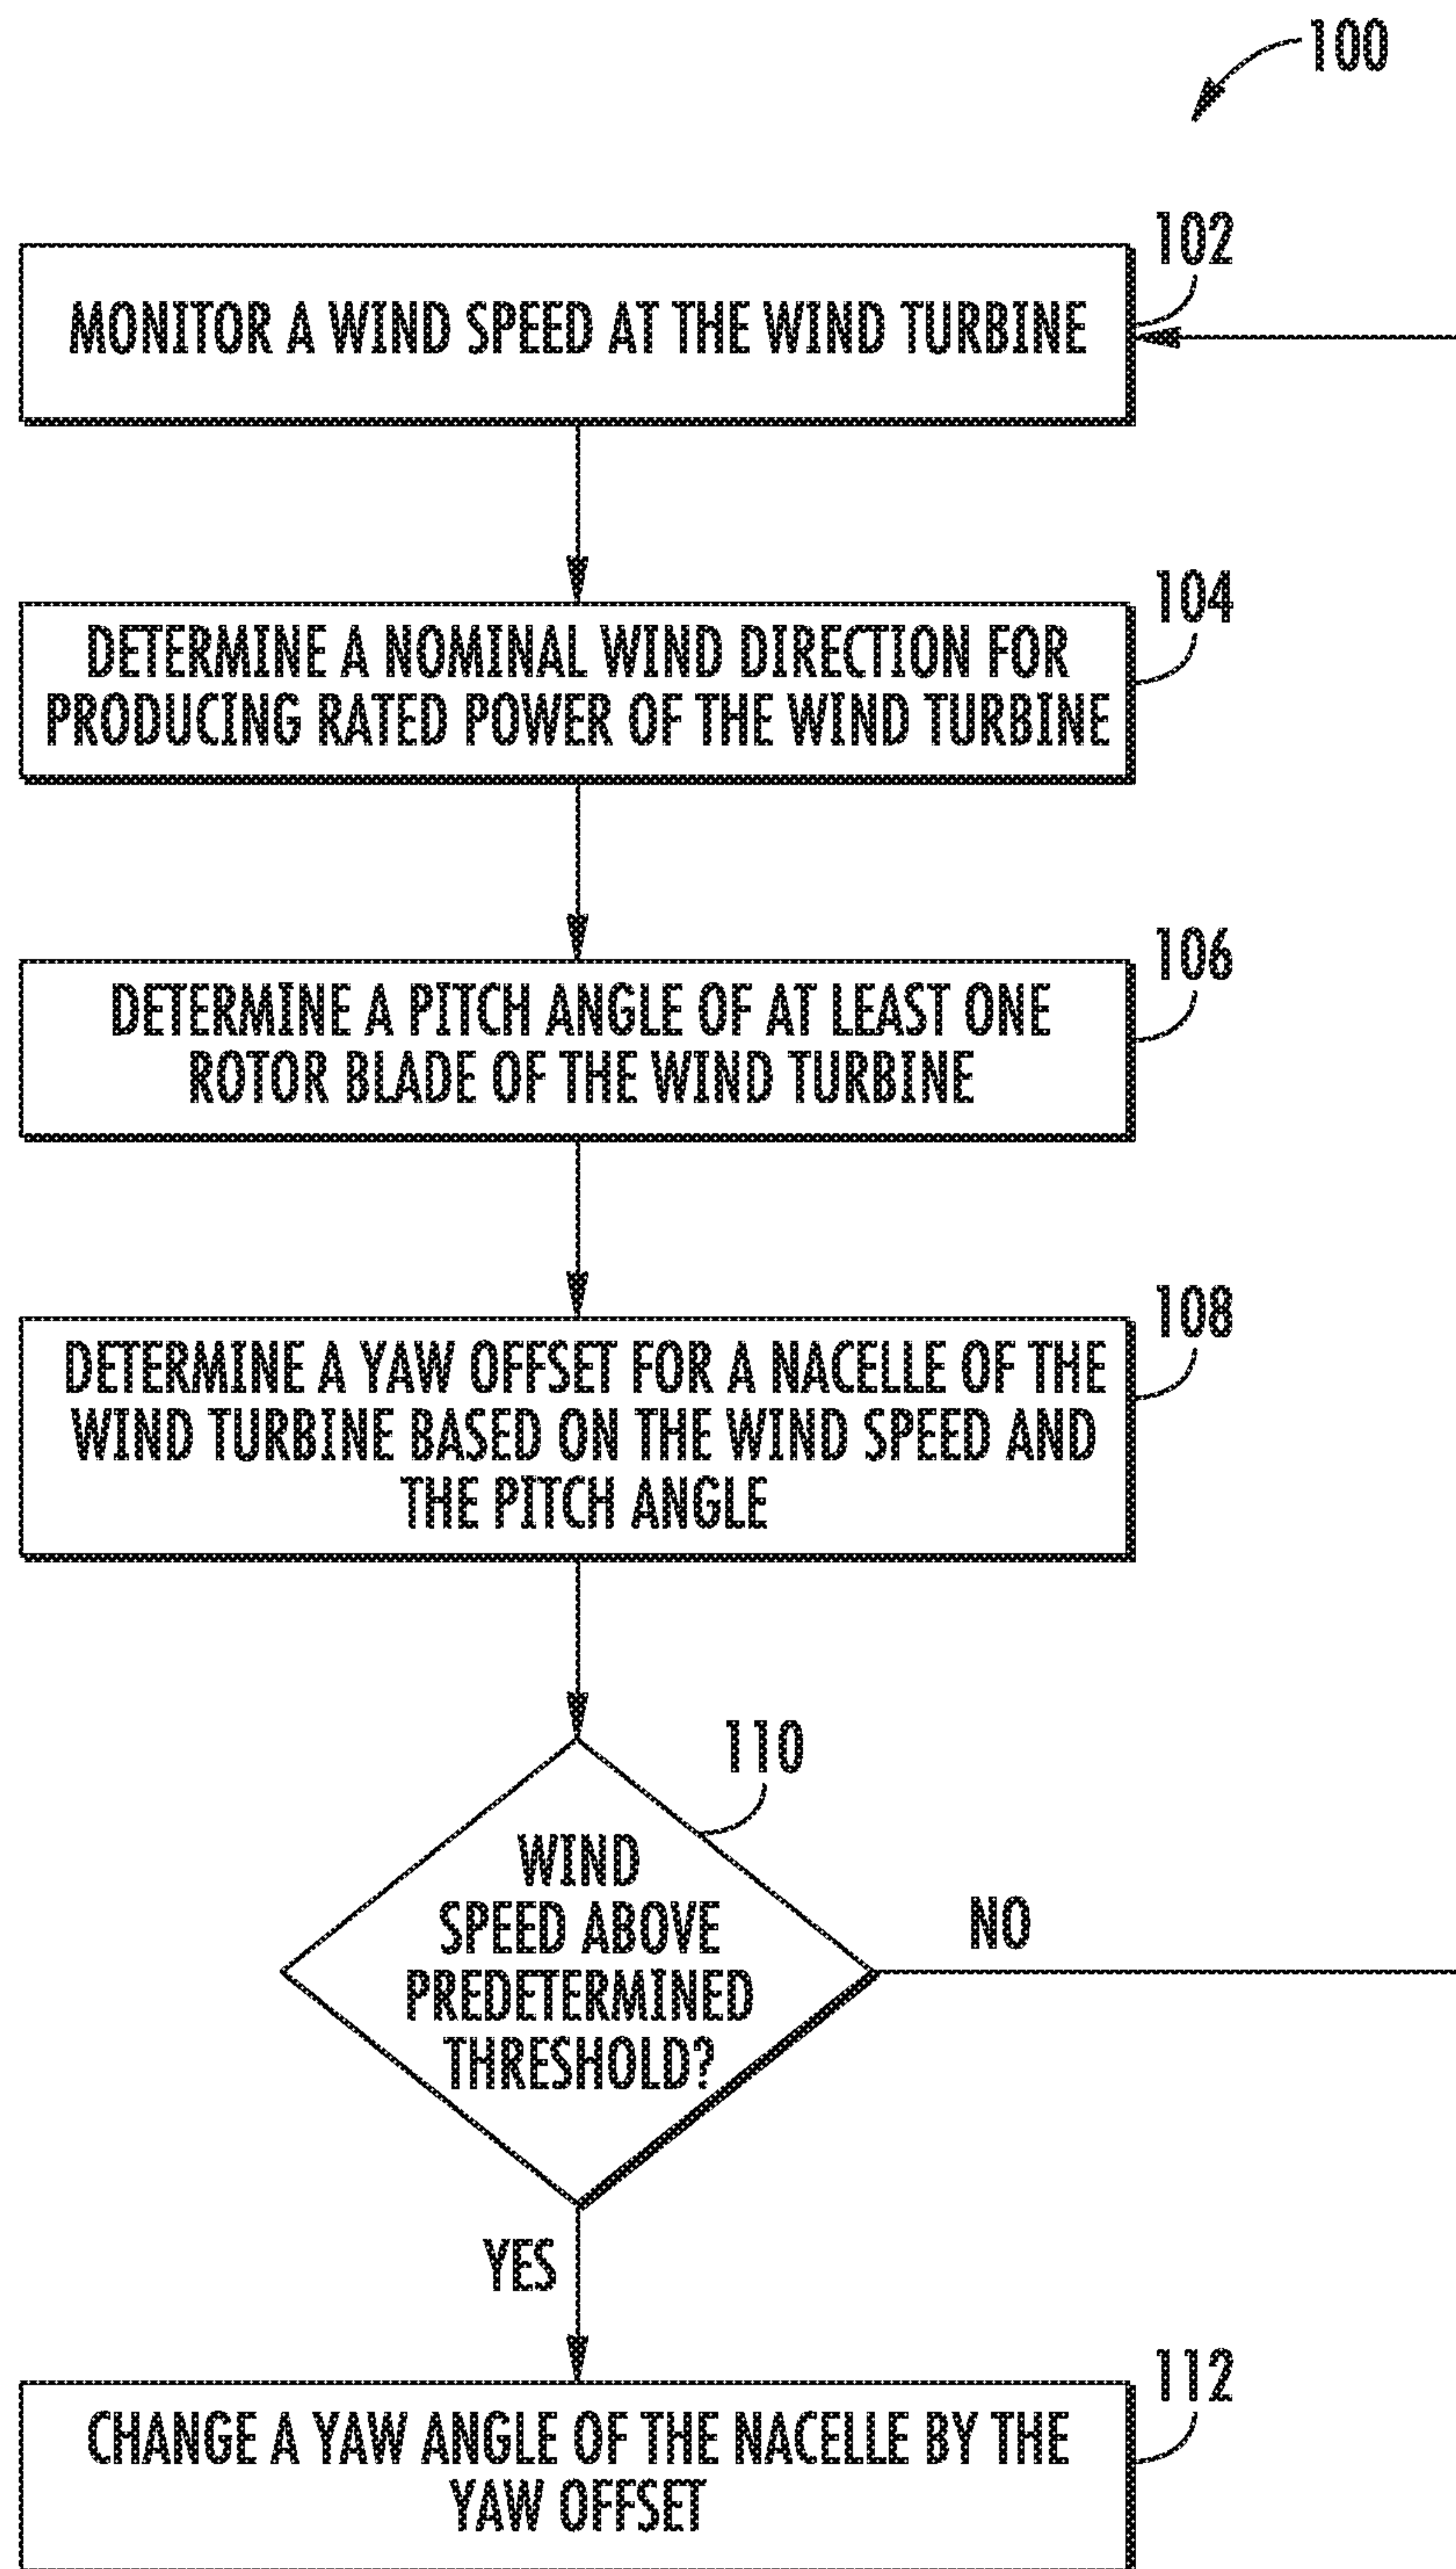 100
102
MONITOR A WIND SPEED AT THE WIND TURBINE
104
DETERMINE A NOMINAL WIND DIRECTION FOR
PRODUCING RATED POWER OF THE WIND TURBINE
106
DETERMINE A PITCH ANGLE OF AT LEAST ONE
ROTOR BLADE OF THE WIND TURBINE
108
DETERMINE A YAW OFFSET FOR A NACELLE OF THE
WIND TURBINE BASED ON THE WIND SPEED AND
THE PITCH ANGLE
110
WIND
SPEED ABOVE
PREDETERMINED
THRESHOLD?
NO
YES
112
CHANGE A YAW ANGLE OF THE NACELLE BY THE
YAW OFFSET